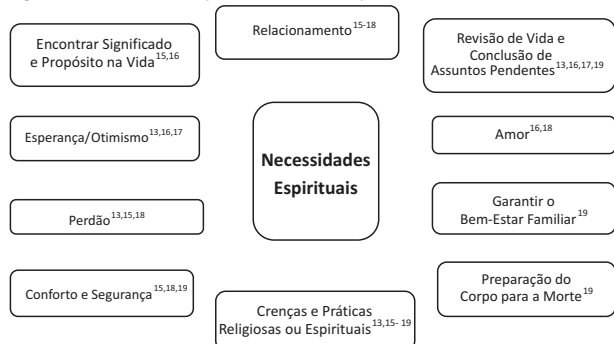 Relacionamento15-18
Encontrar Significado
e Propósito na Vida15,16
Revisão de Vida e
Conclusão de
Assuntos Pendentes13,16,17,19
Esperança/Otimismo13,16,17
Amor16,18
Necessidades
Espirituais
Perdão13,15,18
Garantir o
Bem-Estar Familiar19
Conforto e Segurança15,18,19
Preparação do
Corpo para a Morte19
Crenças e Práticas
Religiosas ou Espirituais13,15- 19